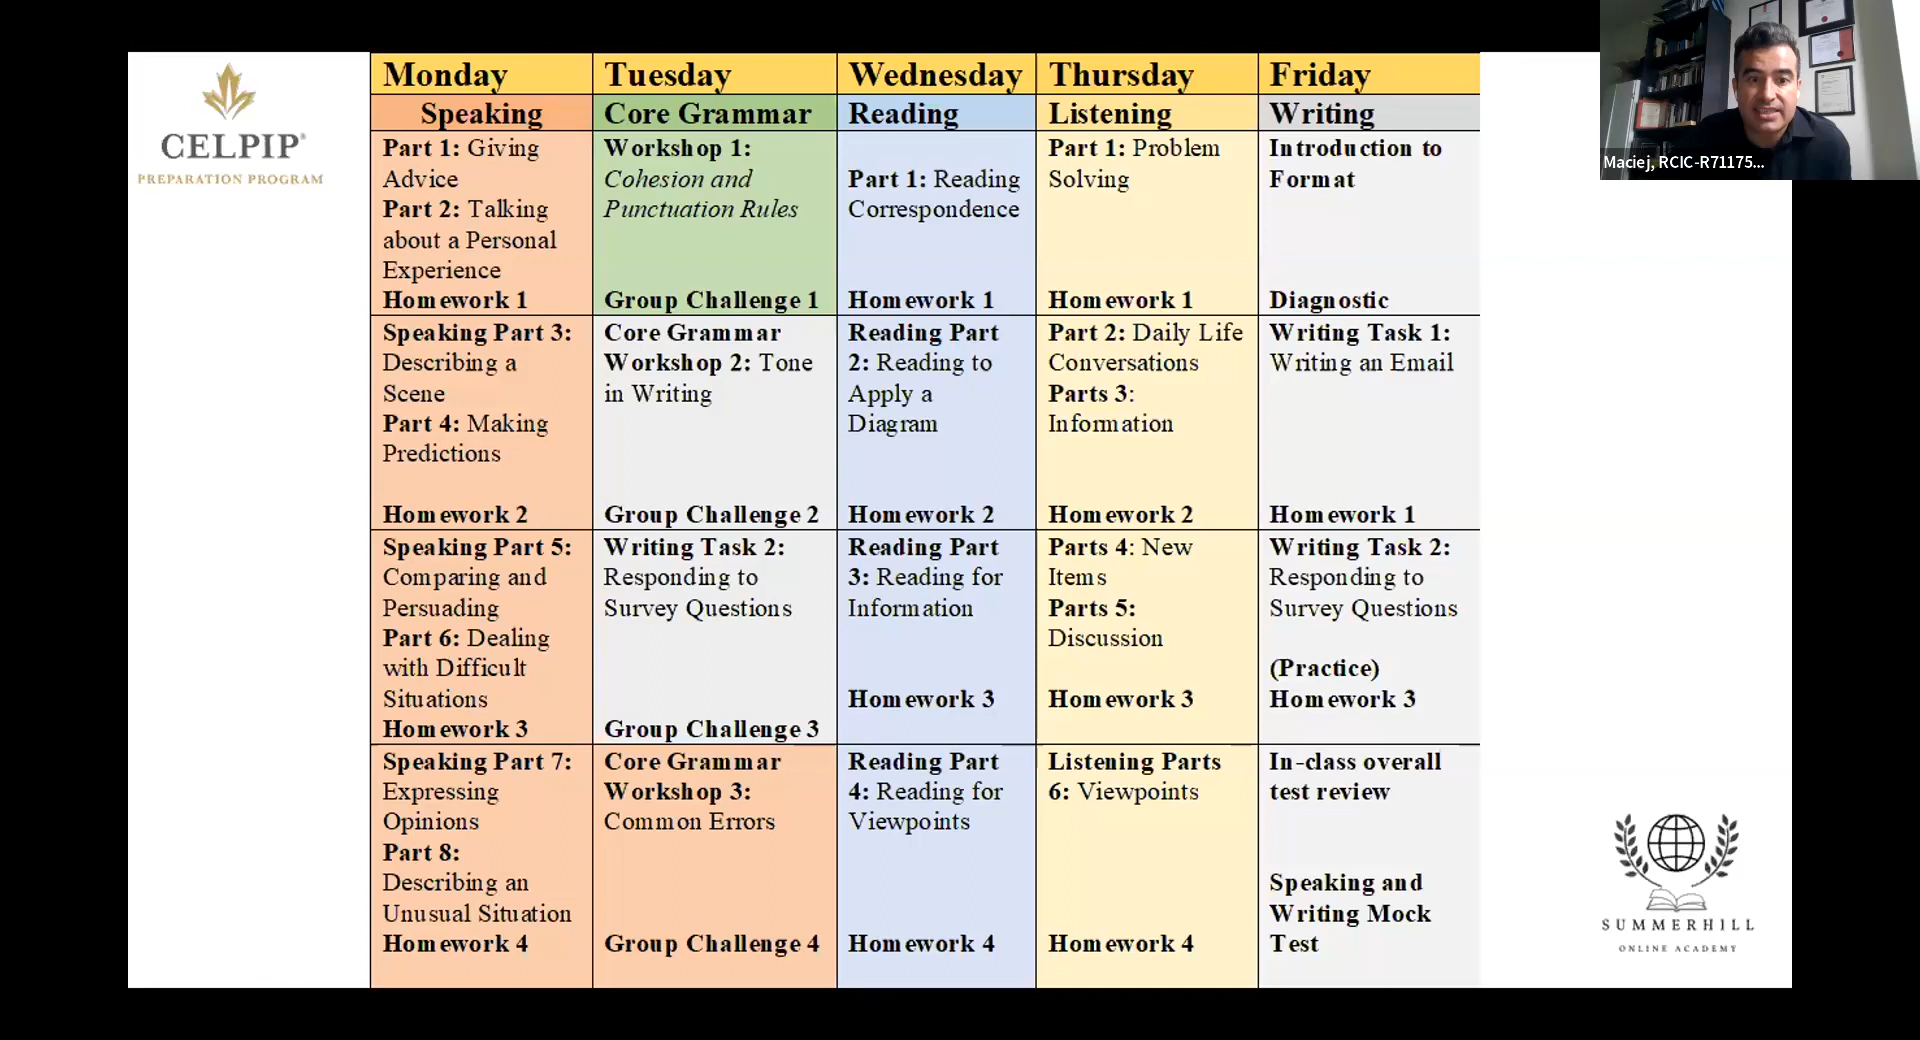 CELPIP®
PREPARATION PROGRAM
Monday
Tuesday
Wednesday
Thursday
Friday
Speaking
Core Grammar
Reading
Listening
Writing
Part 1: Giving
Advice
Part 2: Talking
about a Personal
Experience
Homework 1
Workshop 1:
Cohesion and
Punctuation Rules
Group Challenge 1
Part 1: Reading
Correspondence
Homework 1
Part 1: Problem
Solving
Homework 1
Introduction to
Format
Diagnostic
Speaking Part 3:
Describing a
Scene
Part 4: Making
Predictions
Homework 2
Core Grammar
Workshop 2: Tone
in Writing
Group Challenge 2
Reading Part
2: Reading to
Apply a
Diagram
Homework 2
Part 2: Daily Life
Conversations
Parts 3:
Information
Homework 2
Writing Task 1:
Writing an Email
Homework 1
Speaking Part 5:
Comparing and
Persuading
Part 6: Dealing
with Difficult
Situations
Homework 3
Writing Task 2:
Responding to
Survey Questions
Group Challenge 3
Reading Part
3: Reading for
Information
Homework 3
Parts 4: New
Items
Parts 5:
Discussion
Homework 3
Writing Task 2:
Responding to
Survey Questions
(Practice)
Homework 3
Speaking Part 7:
Expressing
Opinions
Part 8:
Describing an
Unusual Situation
Homework 4
Core Grammar
Workshop 3:
Common Errors
Group Challenge 4
Reading Part
4: Reading for
Viewpoints
Homework 4
Listening Parts
6: Viewpoints
Homework 4
In-class overall
test review
Speaking and
Writing Mock
Test
Maciej, RCIC-R71175...
SUMMERHILL
ONLINE ACADEMY